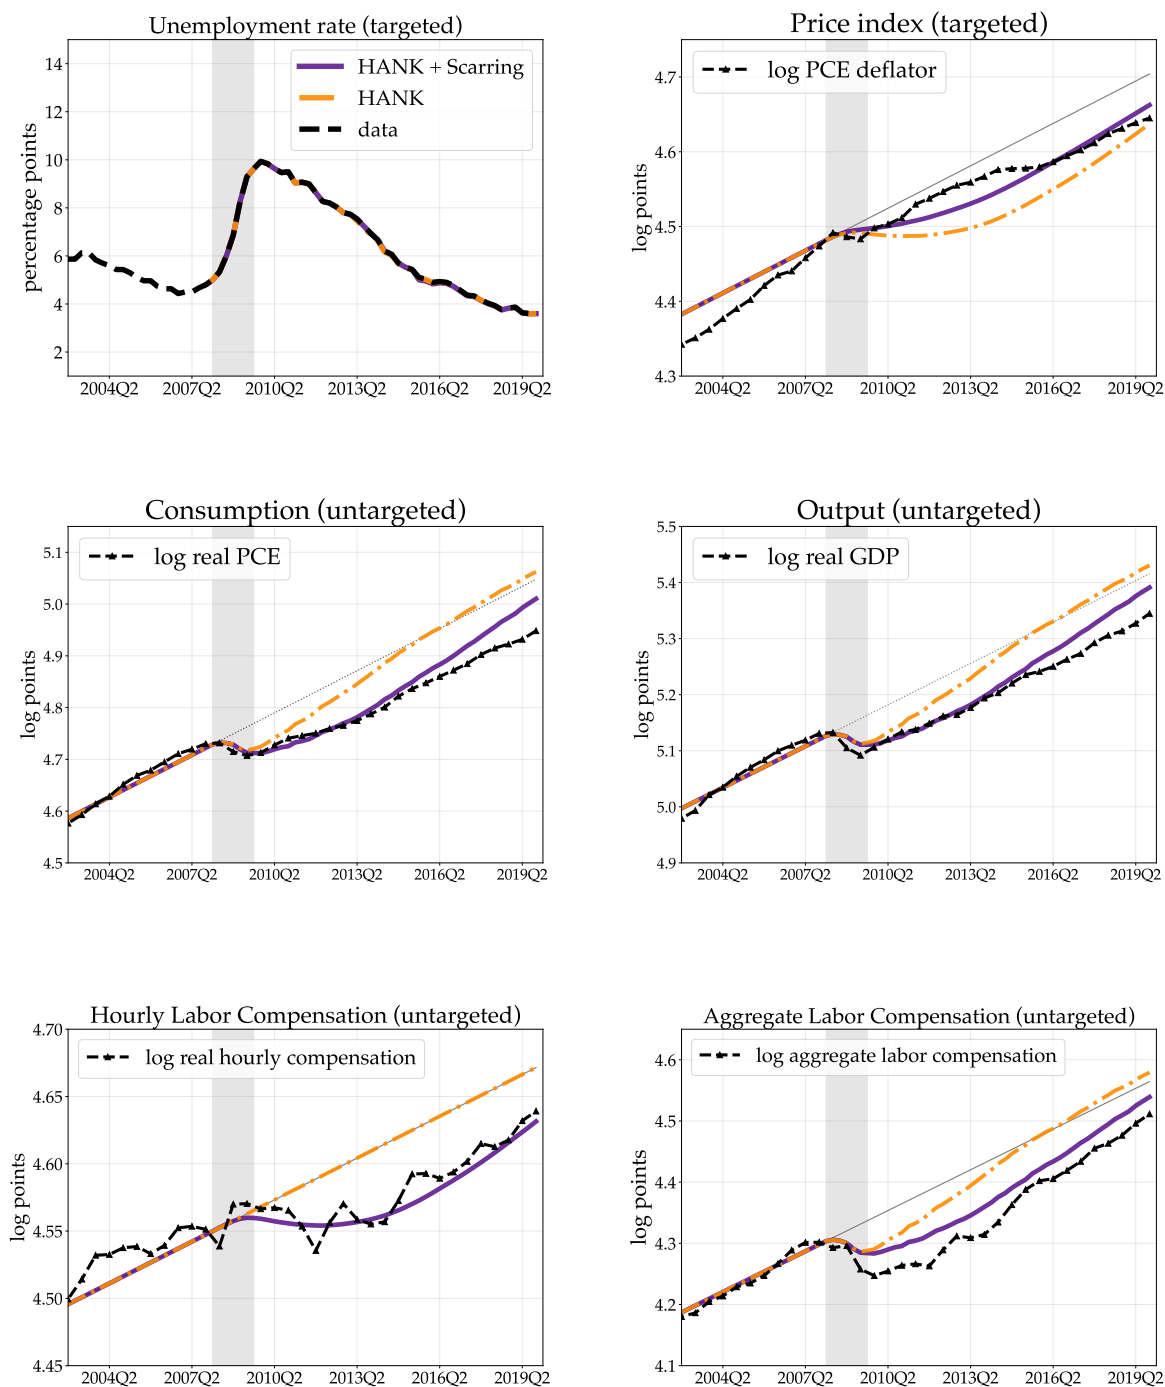 Unemployment rate (targeted)
percentage points
14
12
10
8
6
4
2
HANK + Scarring
HANK
data
2004Q2 2007Q2 2010Q2 2013Q2 2016Q2 2019Q2
Price index (targeted)
log points
4.7
4.6
4.5
4.4
4.3
log PCE deflator
2004Q2 2007Q2 2010Q2 2013Q2 2016Q2 2019Q2
Consumption (untargeted)
log points
5.1
5.0
4.9
4.8
4.7
4.6
4.5
log real PCE
2004Q2 2007Q2 2010Q2 2013Q2 2016Q2 2019Q2
Output (untargeted)
log points
5.5
5.4
5.3
5.2
5.1
5.0
4.9
log real GDP
2004Q2 2007Q2 2010Q2 2013Q2 2016Q2 2019Q2
Hourly Labor Compensation (untargeted)
log points
4.70
4.65
4.60
4.55
4.50
4.45
log real hourly compensation
2004Q2 2007Q2 2010Q2 2013Q2 2016Q2 2019Q2
Aggregate Labor Compensation (untargeted)
log points
4.6
4.5
4.4
4.3
4.2
4.1
log aggregate labor compensation
2004Q2 2007Q2 2010Q2 2013Q2 2016Q2 2019Q2